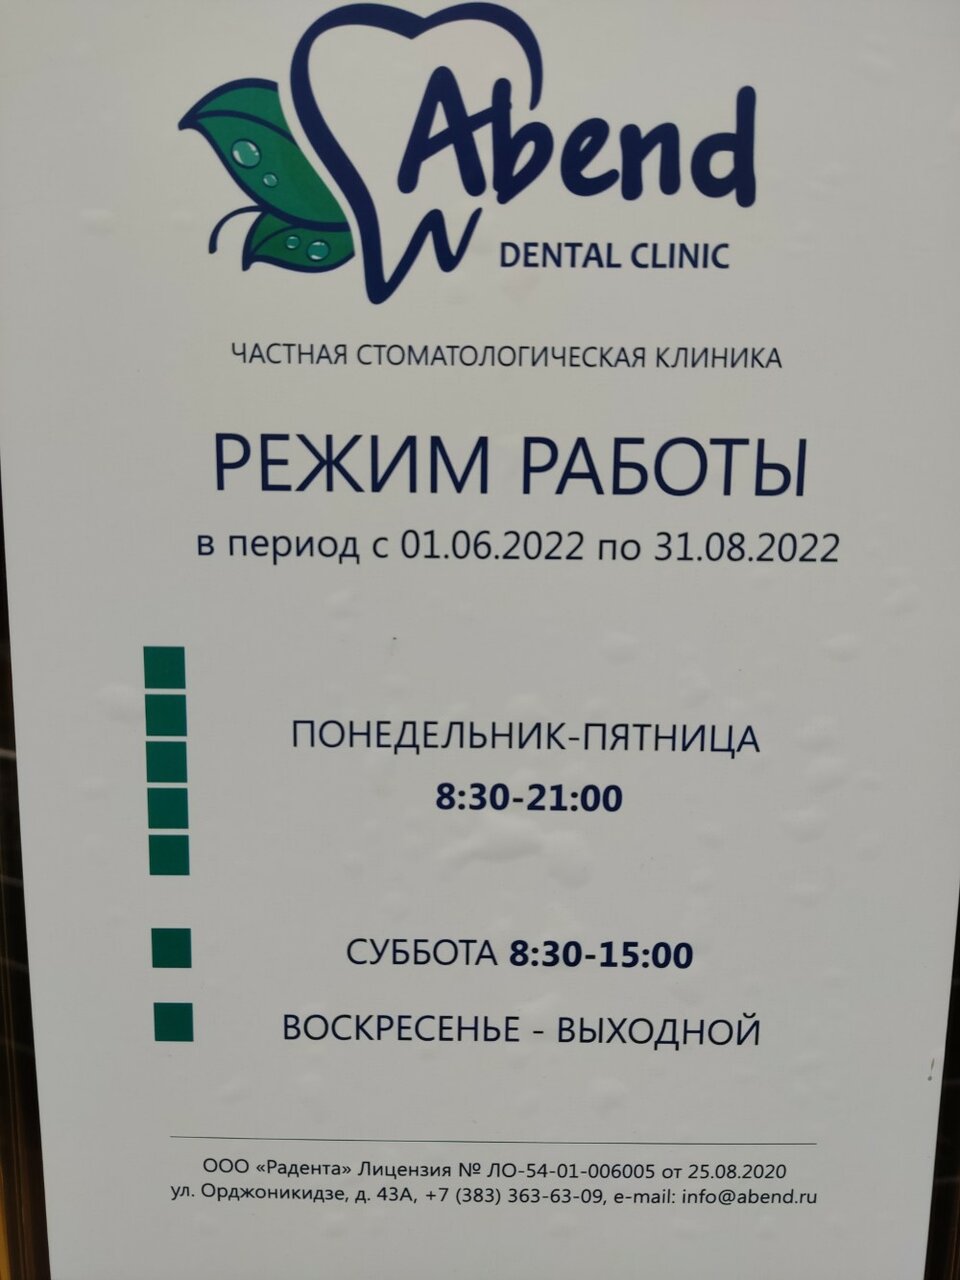 Abend
DENTAL CLINIC
ЧАСТНАЯ СТОМАТОЛОГИЧЕСКАЯ КЛИНИКА
РЕЖИМ РАБОТЫ
в период с 01.06.2022 по 31.08.2022
ПОНЕДЕЛЬНИК-ПЯТНИЦА
8:30-21:00
СУББОТА 8:30-15:00
ВОСКРЕСЕНЬЕ - ВЫХОДНОЙ
ООО «Радента» Лицензия № ЛО-54-01-006005 от 25.08.2020
ул. Орджоникидзе, д. 43А, +7 (383) 363-63-09, e-mail: info@abend.ru